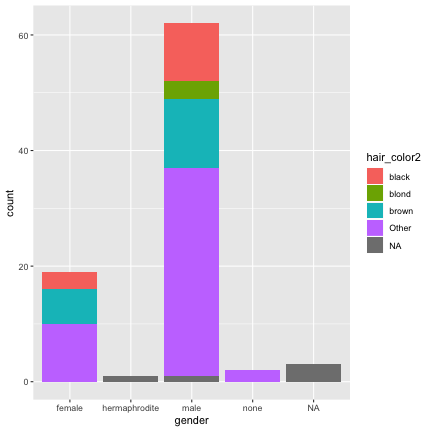 60
40
20
0
count
female hermaphrodite male none NA
gender
hair_color2
black
blond
brown
Other
NA